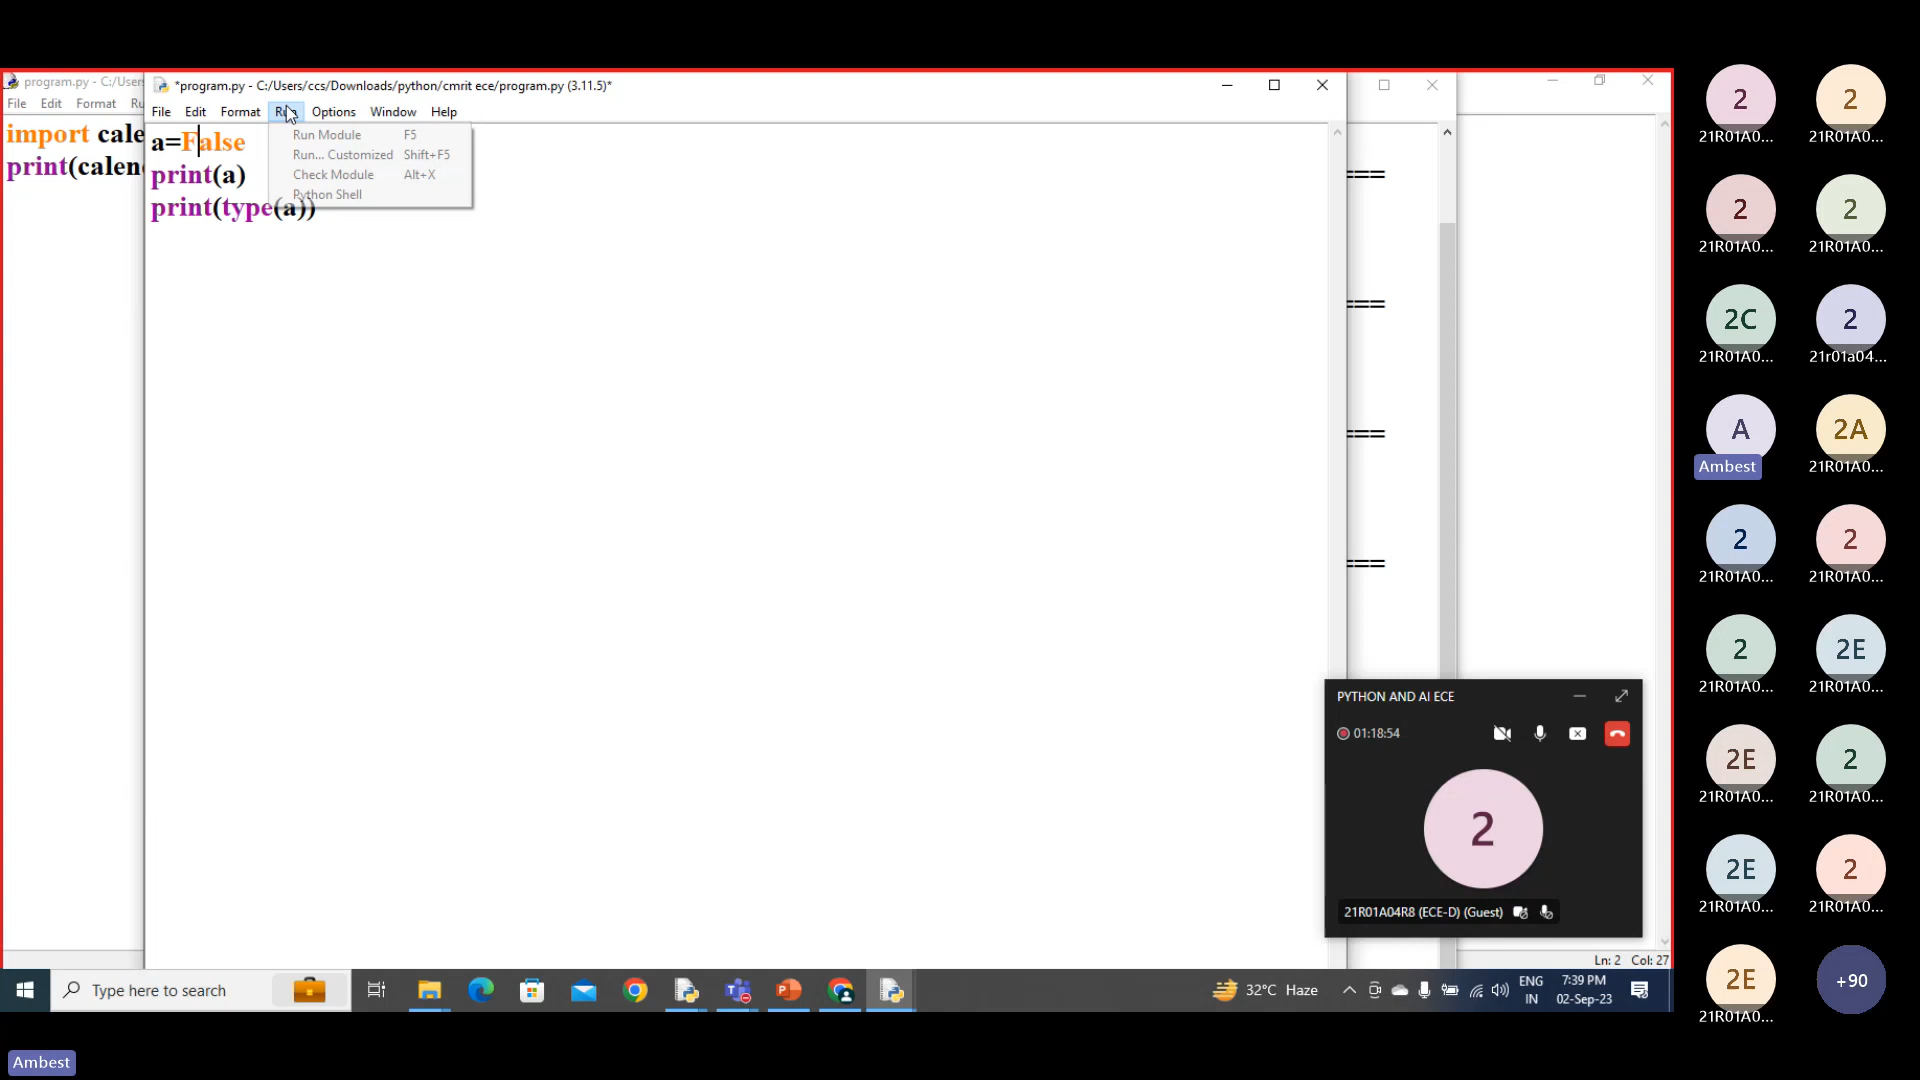 program.py - C:/Users
File Edit Format Ru
import cale
print(calen
*program.py - C:/Users/ccs/Downloads/python/cmrit ece/program.py (3.11.5)*
File Edit Format Run Options Window Help
Run Module F5
Run... Customized Shift+F5
Check Module Alt+X
Python Shell
a=False
print(a)
print(type(a))
===
===
===
===
PYTHON AND AI ECE
01:18:54
2
21R01A04R8 (ECE-D) (Guest)
Ln: 2 Col: 27
Type here to search
32°C Haze
ENG
IN
7:39 PM
02-Sep-23
2 2
21R01A0... 21R01A0...
2 2
21R01A0... 21R01A0...
2C 2
21R01A0... 21r01a04...
A 2A
Ambest 21R01A0...
2 2
21R01A0... 21R01A0...
2 2E
21R01A0... 21R01A0...
2E 2
21R01A0... 21R01A0...
2E 2
21R01A0... 21R01A0...
2E +90
21R01A0...
Ambest